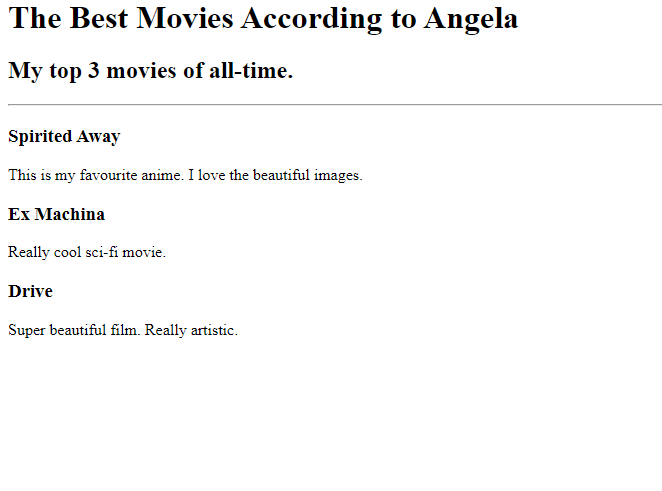 The Best Movies According to Angela
My top 3 movies of all-time.
Spirited Away
This is my favourite anime. I love the beautiful images.
Ex Machina
Really cool sci-fi movie.
Drive
Super beautiful film. Really artistic.